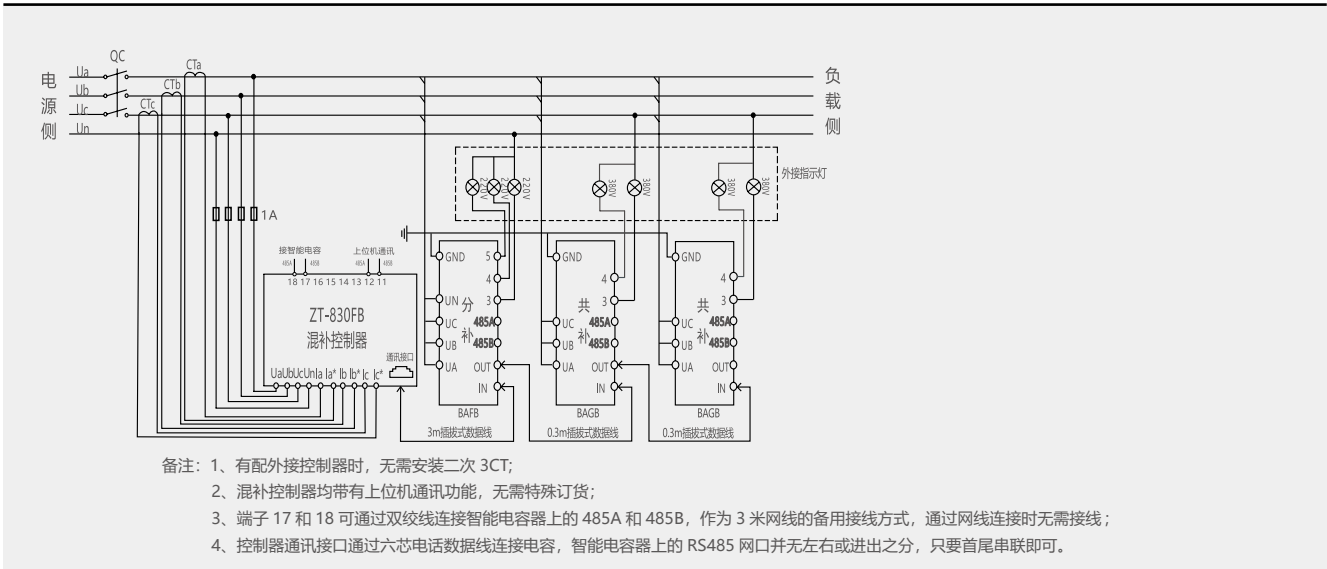 电源侧
Ua
Ub
Uc
Un
QC
CTa
CTb
CTc
负载侧
1A
220V
220V
220V
380V
380V
380V
380V
外接指示灯
接智能电容
上位机通讯
485A 485B
485A 485B
18 17 16 15 14 13 12 11
ZT-830FB
混补控制器
通讯接口
Ua Ub Uc Un Ia Ia* Ib Ib* Ic Ic*
GND 5
4
UN 分 3
UC 补 485A
UB 485B
UA OUT
IN
BAFB
3m插拔式数据线
GND
4
共 3
UC 补 485A
UB 485B
UA OUT
IN
BAGB
0.3m插拔式数据线
GND
4
共 3
UC 补 485A
UB 485B
UA OUT
IN
BAGB
0.3m插拔式数据线
备注：1、有配外接控制器时，无需安装二次 3CT;
2、混补控制器均带有上位机通讯功能，无需特殊订货；
3、端子 17 和 18 可通过双绞线连接智能电容器上的 485A 和 485B，作为 3 米网线的备用接线方式，通过网线连接时无需接线；
4、控制器通讯接口通过六芯电话数据线连接电容，智能电容器上的 RS485 网口并无左右或进出之分，只要首尾串联即可。